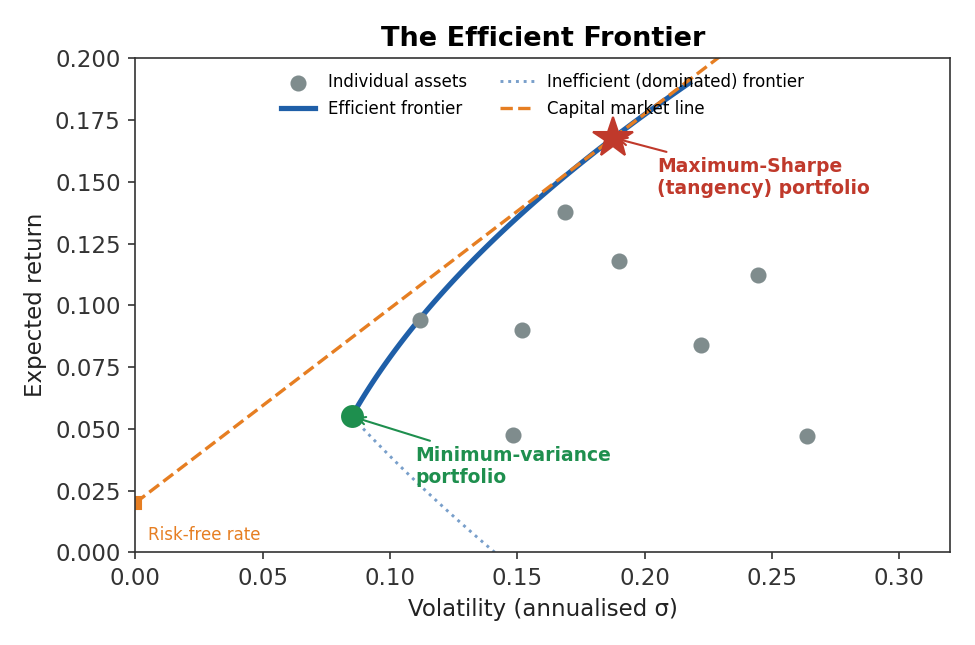 The Efficient Frontier
Individual assets
Efficient frontier
Inefficient (dominated) frontier
Capital market line
Maximum-Sharpe
(tangency) portfolio
Minimum-variance
portfolio
Risk-free rate
Expected return
0.200
0.175
0.150
0.125
0.100
0.075
0.050
0.025
0.000
0.00 0.05 0.10 0.15 0.20 0.25 0.30
Volatility (annualised σ)